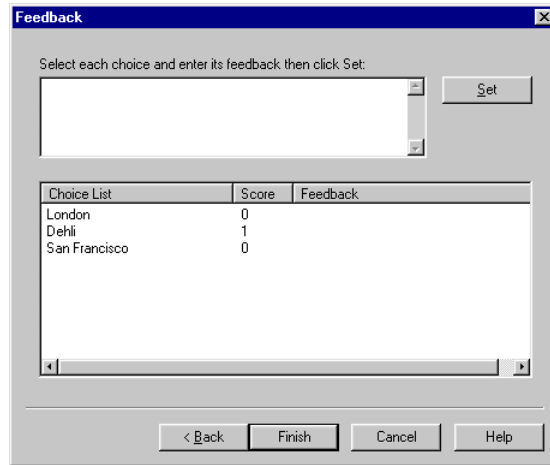 Feedback
Select each choice and enter its feedback then click Set:
Set
Choice List Score Feedback
London 0
Dehli 1
San Francisco 0
< Back Finish Cancel Help